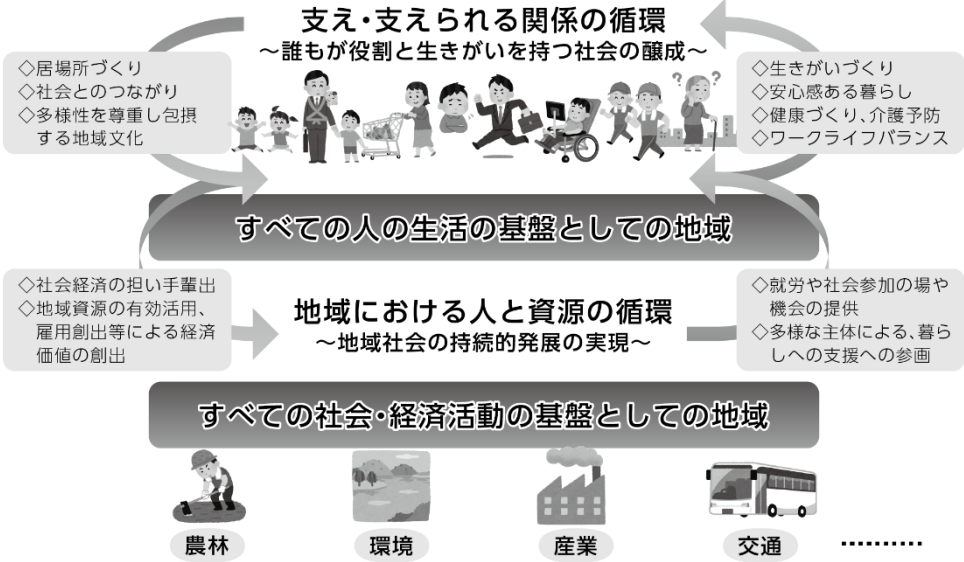 支え・支えられる関係の循環
～誰もが役割と生きがいを持つ社会の醸成～
◇居場所づくり
◇社会とのつながり
◇多様性を尊重し包摂
する地域文化
◇生きがいづくり
◇安心感ある暮らし
◇健康づくり、介護予防
◇ワークライフバランス
? ?
すべての人の生活の基盤としての地域
◇社会経済の担い手輩出
◇地域資源の有効活用、
雇用創出等による経済
価値の創出
地域における人と資源の循環
～地域社会の持続的発展の実現～
◇就労や社会参加の場や
機会の提供
◇多様な主体による、暮ら
しへの支援への参画
すべての社会・経済活動の基盤としての地域
農林
環境
産業
交通
…………